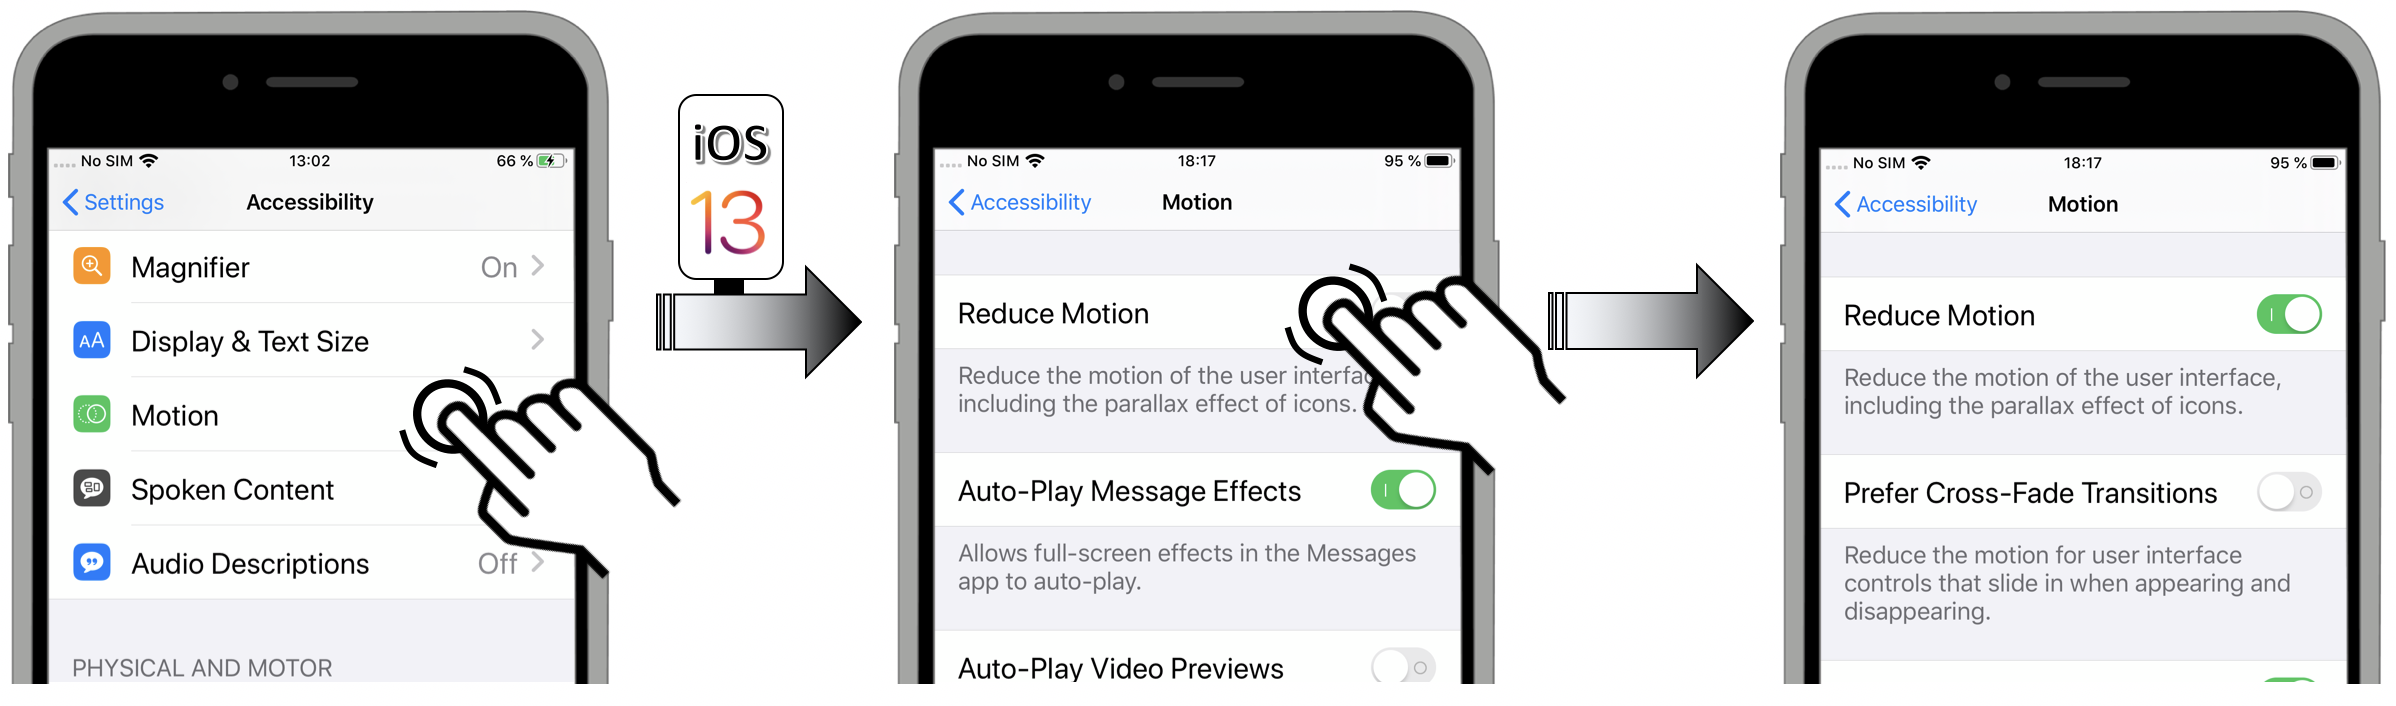 No SIM 13:02 66 %
Settings Accessibility
Magnifier On
AA Display & Text Size
Motion
Spoken Content
Audio Descriptions Off
PHYSICAL AND MOTOR
iOS
13
No SIM 18:17 95 %
Accessibility Motion
Reduce Motion
Reduce the motion of the user
including the parallax effect of icons.
Auto-Play Message Effects
Allows full-screen effects in the Messages
app to auto-play.
Auto-Play Video Previews
No SIM 18:17 95 %
Accessibility Motion
Reduce Motion
Reduce the motion of the user interface,
including the parallax effect of icons.
Prefer Cross-Fade Transitions
Reduce the motion for user interface
controls that slide in when appearing and
disappearing.